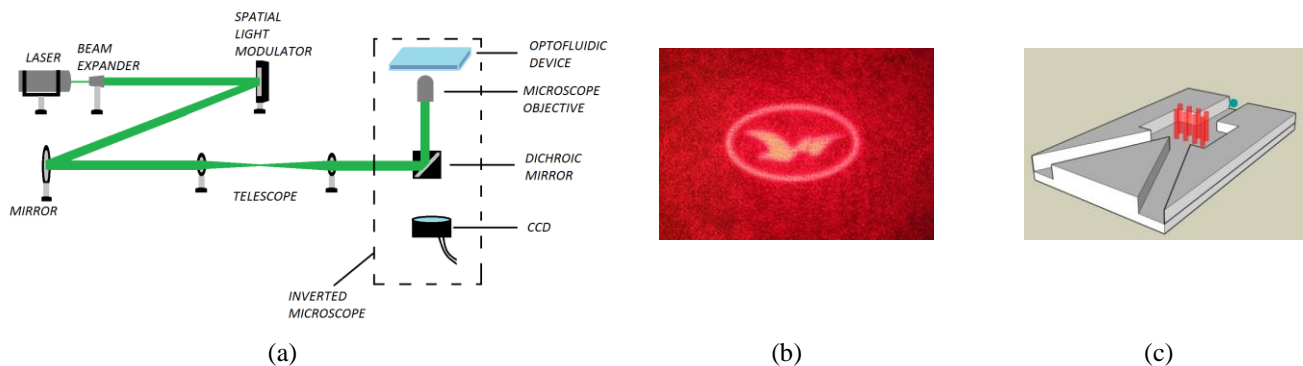 SPATIAL
LIGHT
MODULATOR
LASER
BEAM
EXPANDER
OPTOFLUIDIC
DEVICE
MICROSCOPE
OBJECTIVE
DICHROIC
MIRROR
MIRROR
TELESCOPE
CCD
INVERTED
MICROSCOPE
(a)
(b)
(c)